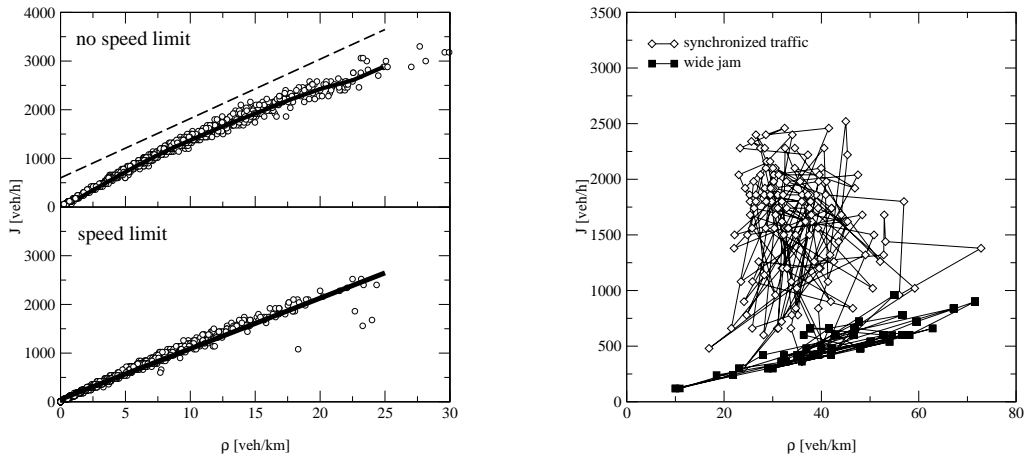 4000
no speed limit
3000
2000
1000
0
J [veh/h]
speed limit
3000
2000
1000
0
0 5 10 15 20 25 30
ρ [veh/km]
3500
synchronized traffic
wide jam
3000
2500
2000
J [veh/h]
1500
1000
500
0
0 20 40 60 80
ρ [veh/km]